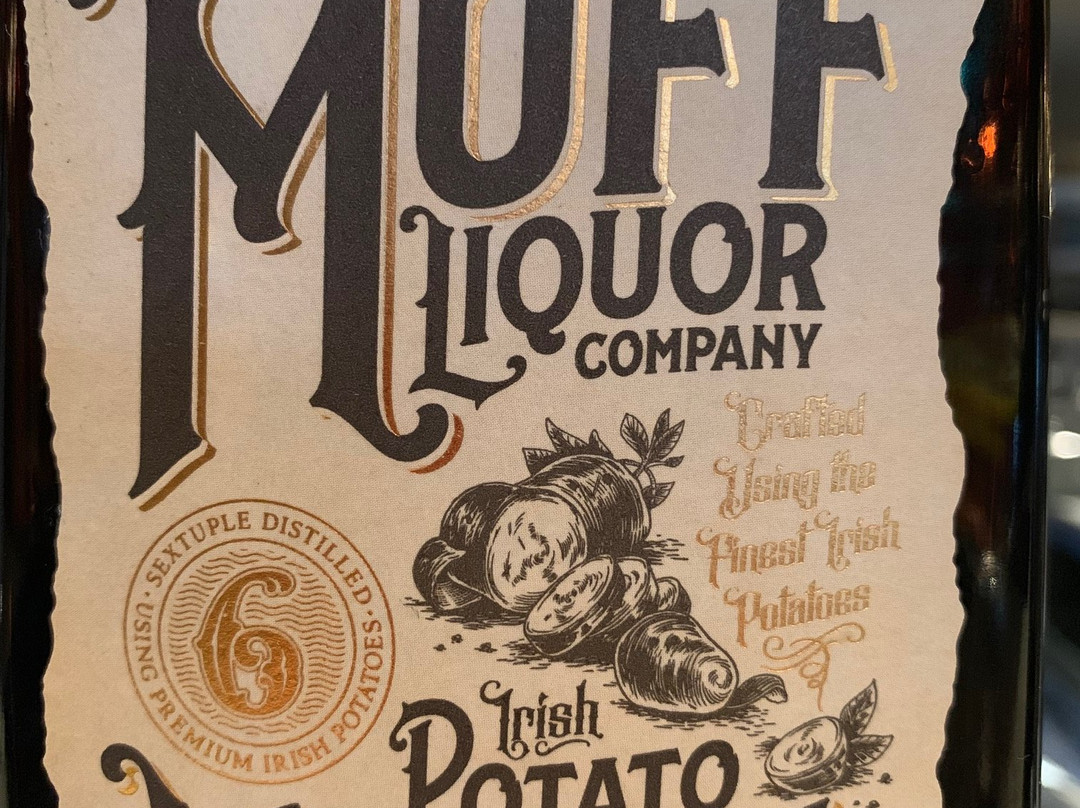 MUFF
LIQUOR
COMPANY
Crafted
Using the
Finest Irish
Potatoes
· SEXTUPLE DISTILLED ·
USING PREMIUM IRISH POTATOES
6
Irish
POTATO